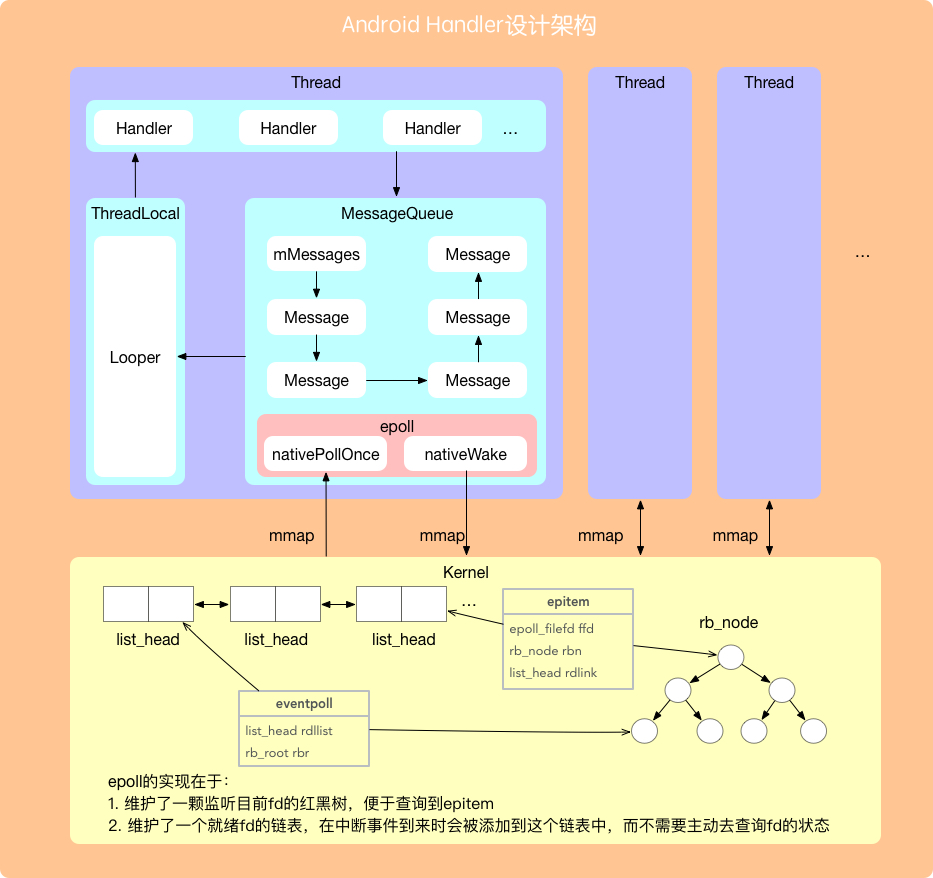 Android Handler设计架构
Thread
Thread
Thread
Handler
Handler
Handler
...
ThreadLocal
MessageQueue
mMessages
Message
...
Message
Message
Looper
Message
Message
epoll
nativePollOnce
nativeWake
mmap
mmap
mmap
mmap
Kernel
...
epitem
list_head
list_head
list_head
epoll_filefd ffd
rb_node rbn
list_head rdlink
rb_node
eventpoll
list_head rdllist
rb_root rbr
epoll的实现在于：
1. 维护了一颗监听目前fd的红黑树，便于查询到epitem
2. 维护了一个就绪fd的链表，在中断事件到来时会被添加到这个链表中，而不需要主动去查询fd的状态